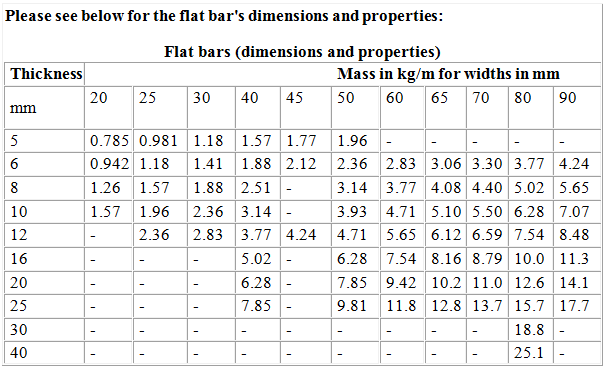 Please see below for the flat bar's dimensions and properties:
Flat bars (dimensions and properties)
Thickness Mass in kg/m for widths in mm
mm 20 25 30 40 45 50 60 65 70 80 90
5 0.785 0.981 1.18 1.57 1.77 1.96 - - - - -
6 0.942 1.18 1.41 1.88 2.12 2.36 2.83 3.06 3.30 3.77 4.24
8 1.26 1.57 1.88 2.51 - 3.14 3.77 4.08 4.40 5.02 5.65
10 1.57 1.96 2.36 3.14 - 3.93 4.71 5.10 5.50 6.28 7.07
12 - 2.36 2.83 3.77 4.24 4.71 5.65 6.12 6.59 7.54 8.48
16 - - - 5.02 - 6.28 7.54 8.16 8.79 10.0 11.3
20 - - - 6.28 - 7.85 9.42 10.2 11.0 12.6 14.1
25 - - - 7.85 - 9.81 11.8 12.8 13.7 15.7 17.7
30 - - - - - - - - - 18.8 -
40 - - - - - - - - - 25.1 -